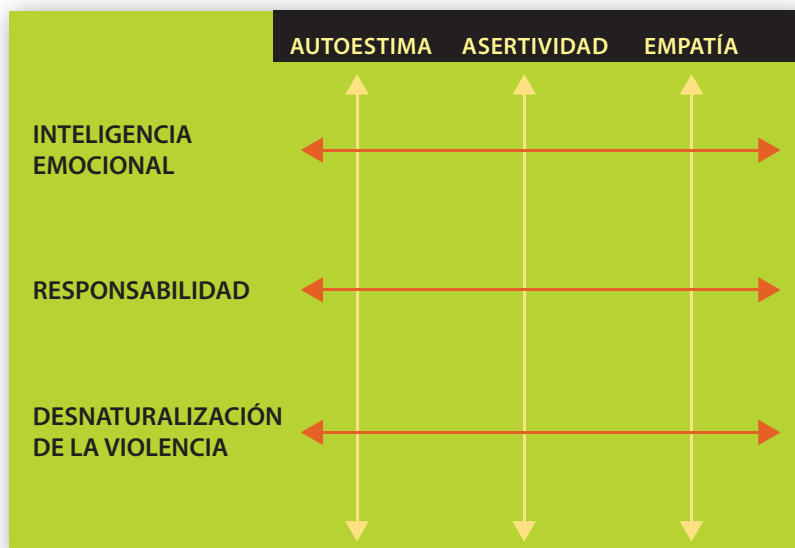 AUTOESTIMA ASERTIVIDAD EMPATÍA
INTELIGENCIA
EMOCIONAL
RESPONSABILIDAD
DESNATURALIZACIÓN
DE LA VIOLENCIA